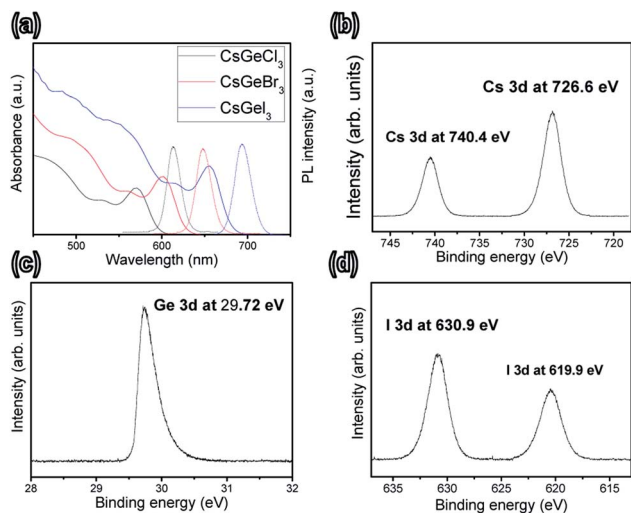 (a)
Absorbance (a.u.)
CsGeCl₃
CsGeBr₃
CsGeI₃
PL intensity (a.u.)
500 600 700
Wavelength (nm)
(b)
Intensity (arb. units)
Cs 3d at 726.6 eV
Cs 3d at 740.4 eV
745 740 735 730 725 720
Binding energy (eV)
(c)
Intensity (arb. units)
Ge 3d at 29.72 eV
28 29 30 31 32
Binding energy (eV)
(d)
Intensity (arb. units)
I 3d at 630.9 eV
I 3d at 619.9 eV
635 630 625 620 615
Binding energy (eV)